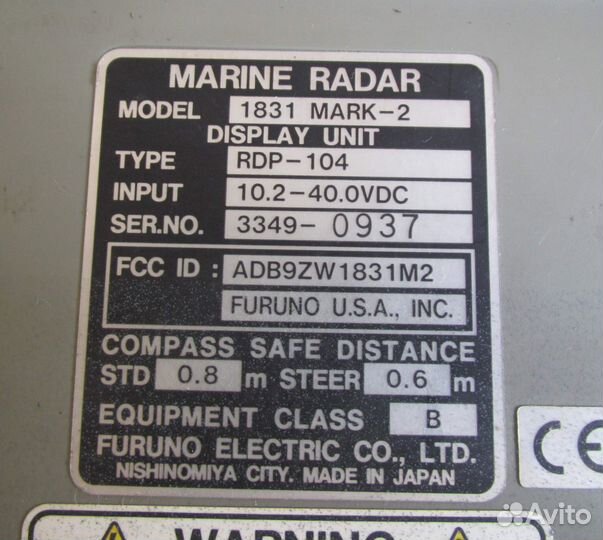 MARINE RADAR
MODEL 1831 MARK-2
DISPLAY UNIT
TYPE RDP-104
INPUT 10.2-40.0VDC
SER.NO. 3349-0937
FCC ID : ADB9ZW1831M2
FURUNO U.S.A., INC.
COMPASS SAFE DISTANCE
STD 0.8 m STEER 0.6 m
EQUIPMENT CLASS B
FURUNO ELECTRIC CO., LTD.
NISHINOMIYA CITY. MADE IN JAPAN
CE
WARNING
Avito